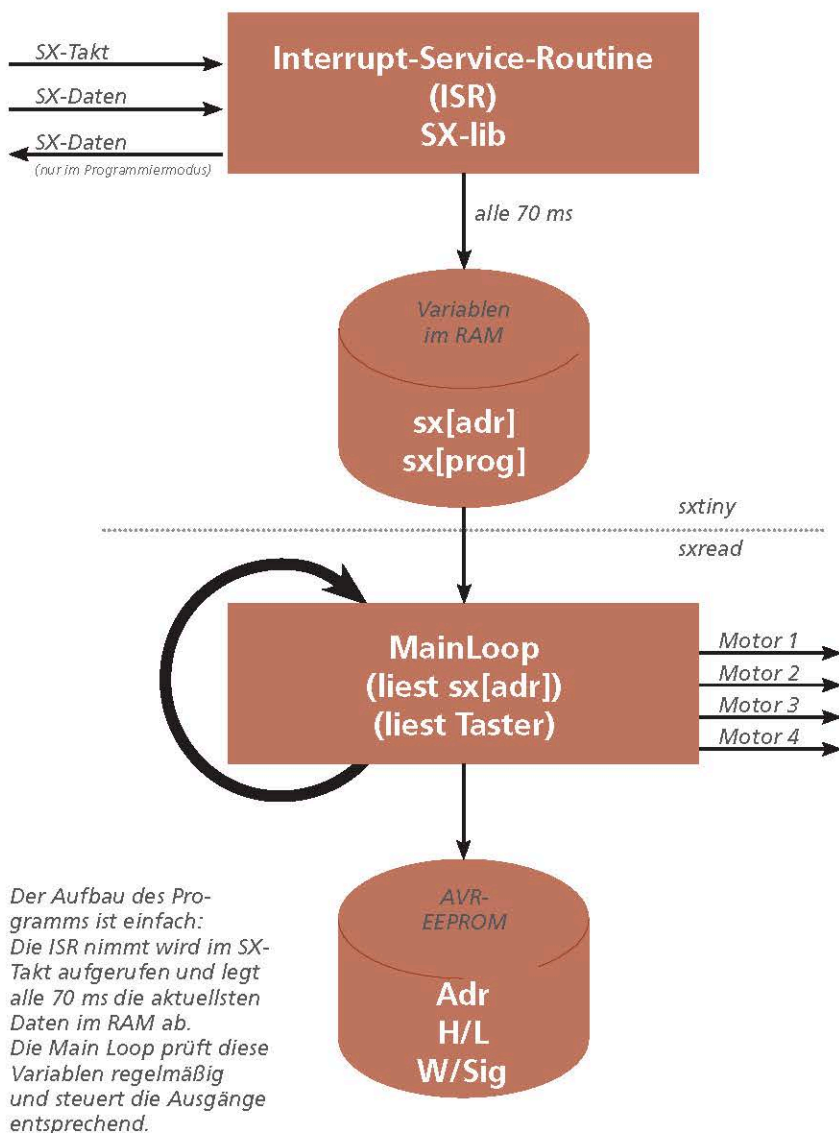 SX-Takt
SX-Daten
SX-Daten
(nur im Programmiermodus)
Interrupt-Service-Routine
(ISR)
SX-lib
alle 70 ms
Variablen
im RAM
sx[adr]
sx[prog]
sxtiny
sxread
MainLoop
(liest sx[adr])
(liest Taster)
Motor 1
Motor 2
Motor 3
Motor 4
AVR-
EEPROM
Adr
H/L
W/Sig
Der Aufbau des Pro-
gramms ist einfach:
Die ISR nimmt wird im SX-
Takt aufgerufen und legt
alle 70 ms die aktuellsten
Daten im RAM ab.
Die Main Loop prüft diese
Variablen regelmäßig
und steuert die Ausgänge
entsprechend.